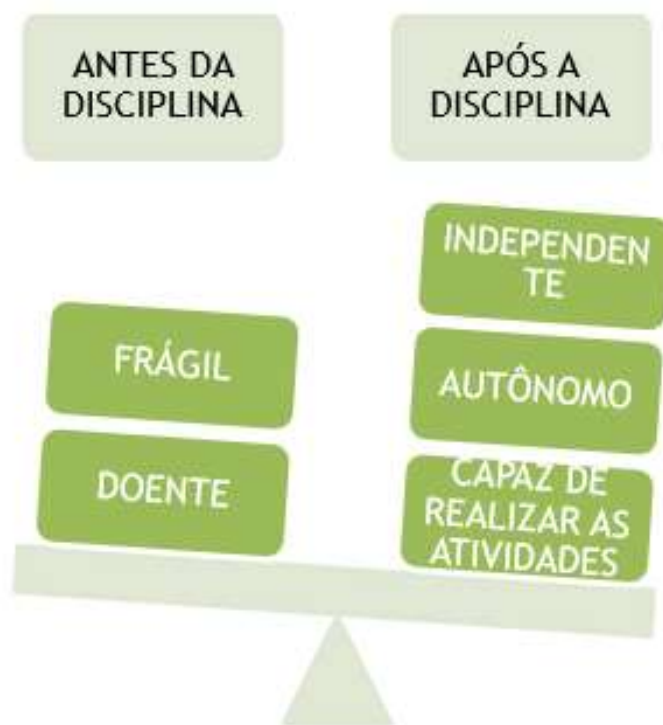 ANTES DA
DISCIPLINA
APÓS A
DISCIPLINA
FRÁGIL
DOENTE
INDEPENDEN
TE
AUTÔNOMO
CAPAZ DE
REALIZAR AS
ATIVIDADES